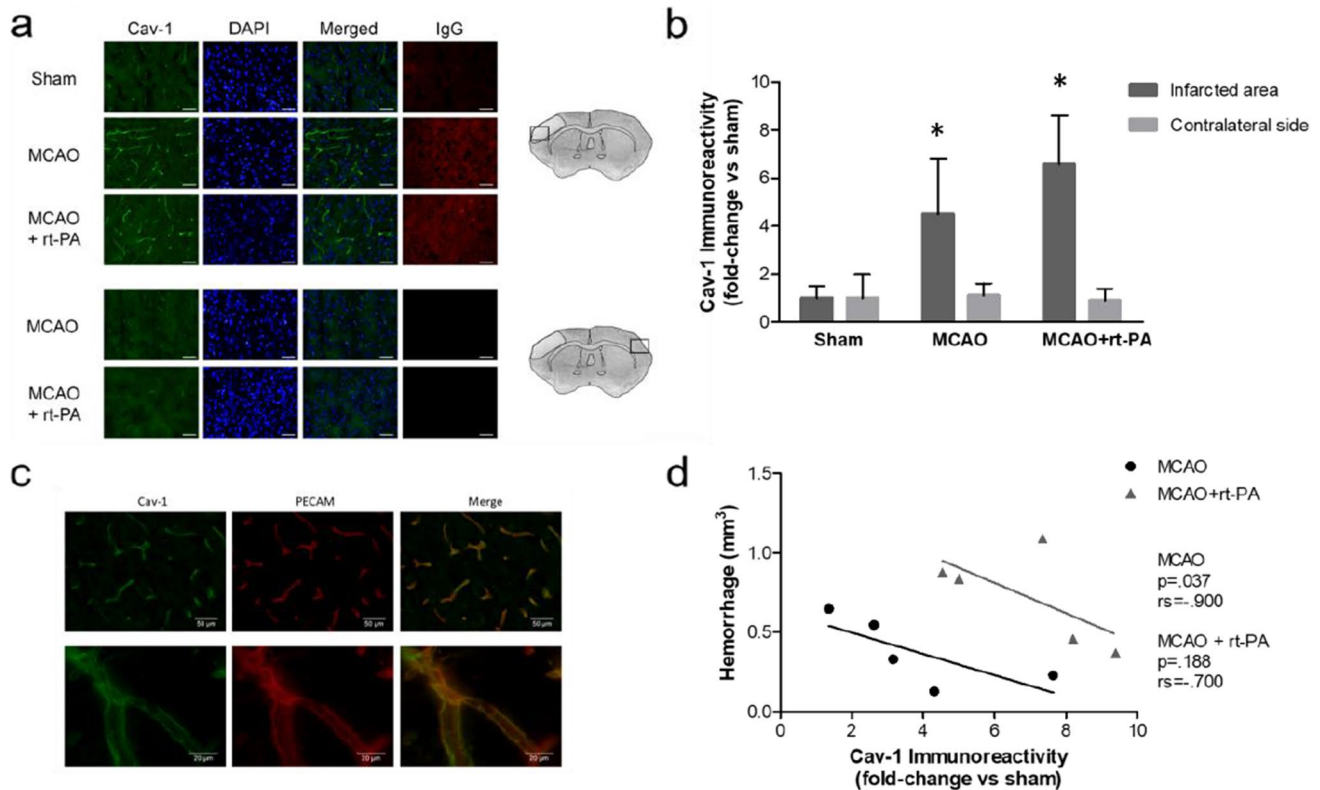 a
Cav-1 DAPI Merged IgG
Sham
MCAO
MCAO
+ rt-PA
MCAO
MCAO
+ rt-PA
b
Cav-1 Immunoreactivity
(fold-change vs sham)
10
8
6
4
2
0
*
*
Sham MCAO MCAO+rt-PA
Infarcted area
Contralateral side
c
Cav-1 PECAM Merge
50 µm 50 µm 50 µm
20 µm 20 µm 20 µm
d
Hemorrhage (mm³)
1.5
1.0
0.5
0.0
0 2 4 6 8 10
Cav-1 Immunoreactivity
(fold-change vs sham)
MCAO
MCAO+rt-PA
MCAO
p=.037
rs=-.900
MCAO + rt-PA
p=.188
rs=-.700